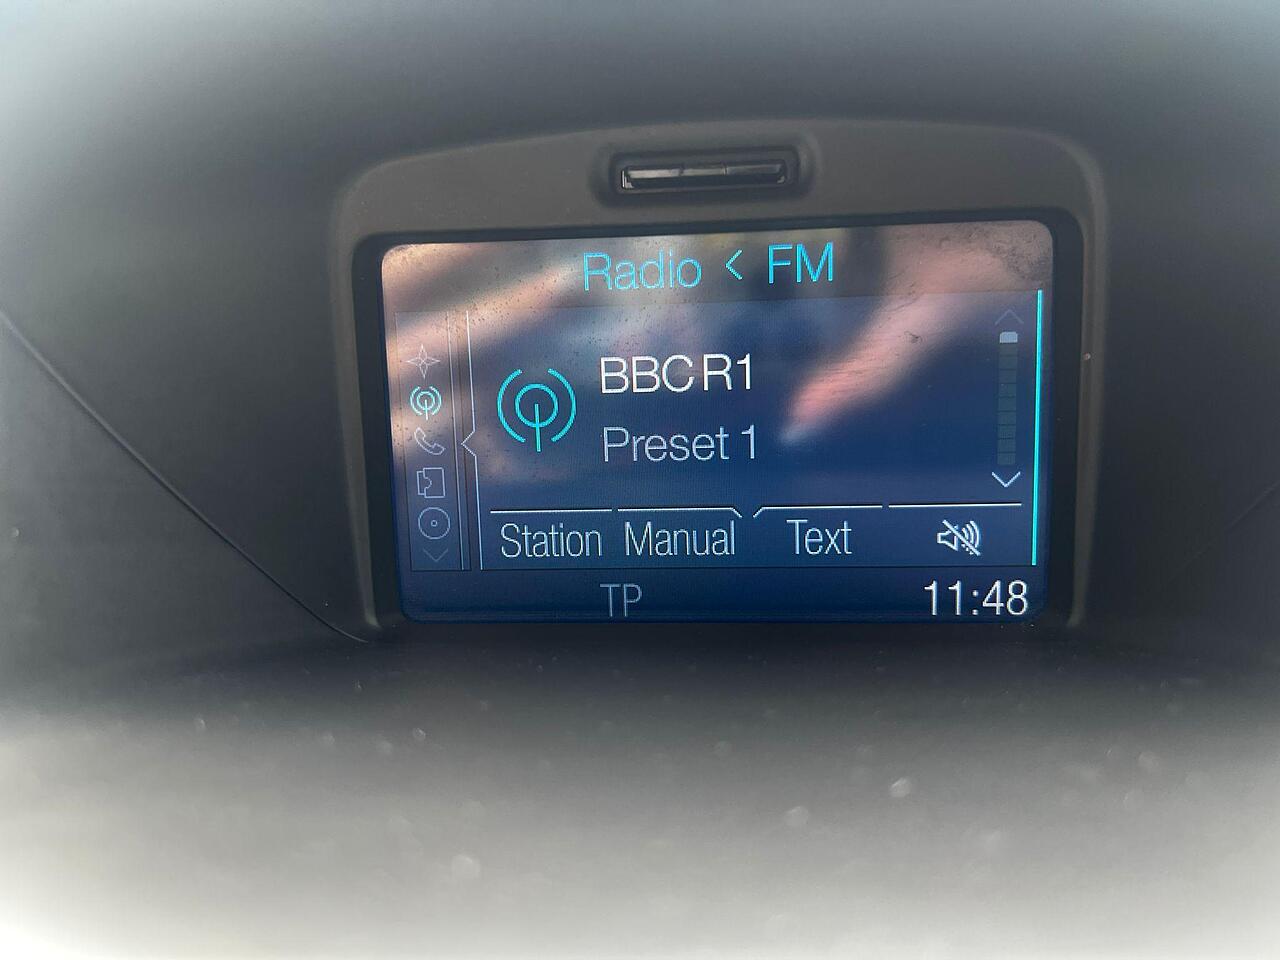 Radio < FM
BBC R1
Preset 1
Station Manual Text
TP 11:48